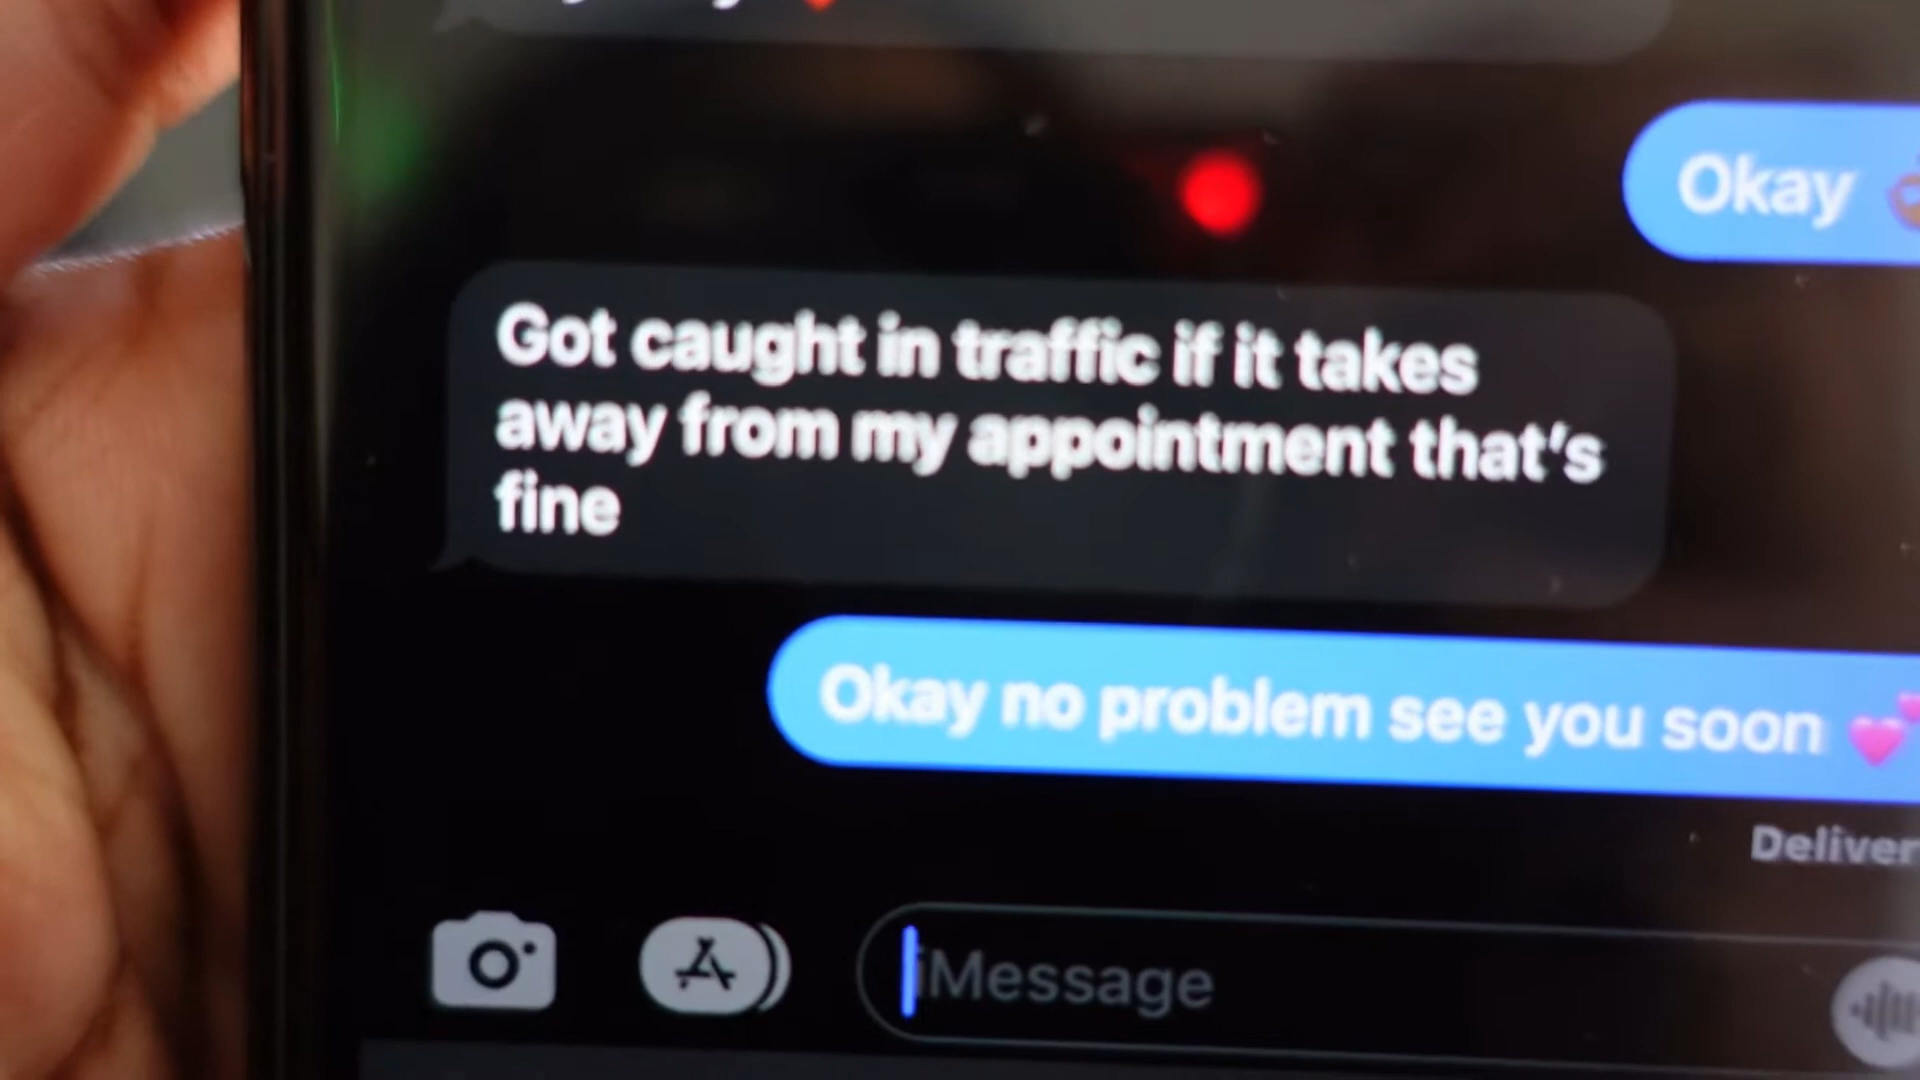 Okay
Got caught in traffic if it takes
away from my appointment that's
fine
Okay no problem see you soon 💕
Deliver
iMessage